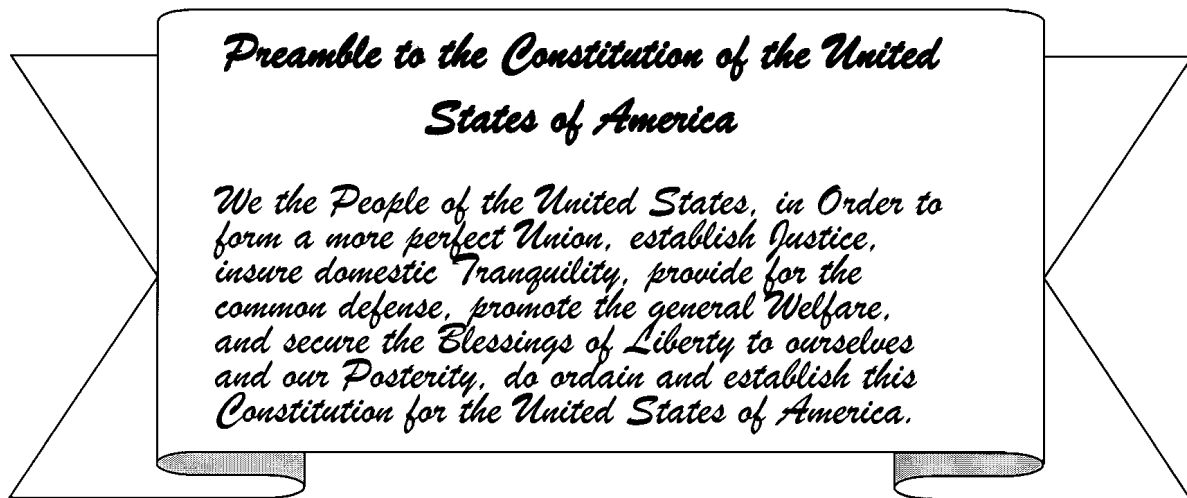 Preamble to the Constitution of the United
States of America
We the People of the United States, in Order to
form a more perfect Union, establish Justice,
insure domestic Tranquility, provide for the
common defense, promote the general Welfare,
and secure the Blessings of Liberty to ourselves
and our Posterity, do ordain and establish this
Constitution for the United States of America.